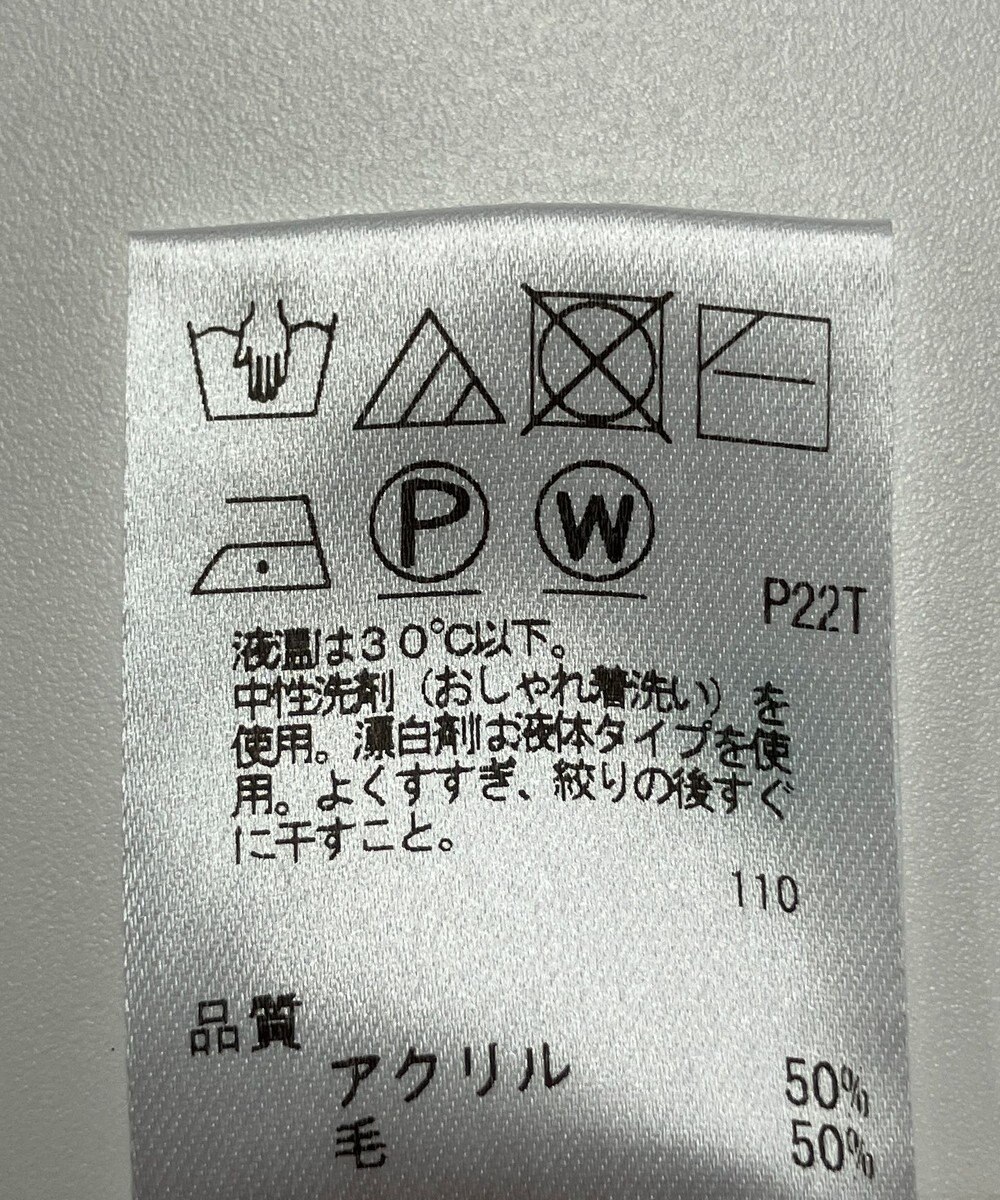 P
W
P22T
液温は30℃以下。
中性洗剤（おしゃれ着洗い）を
使用。漂白剤は液体タイプを使
用。よくすすぎ、絞りの後すぐ
に干すこと。
110
品質
アクリル 50%
毛 50%